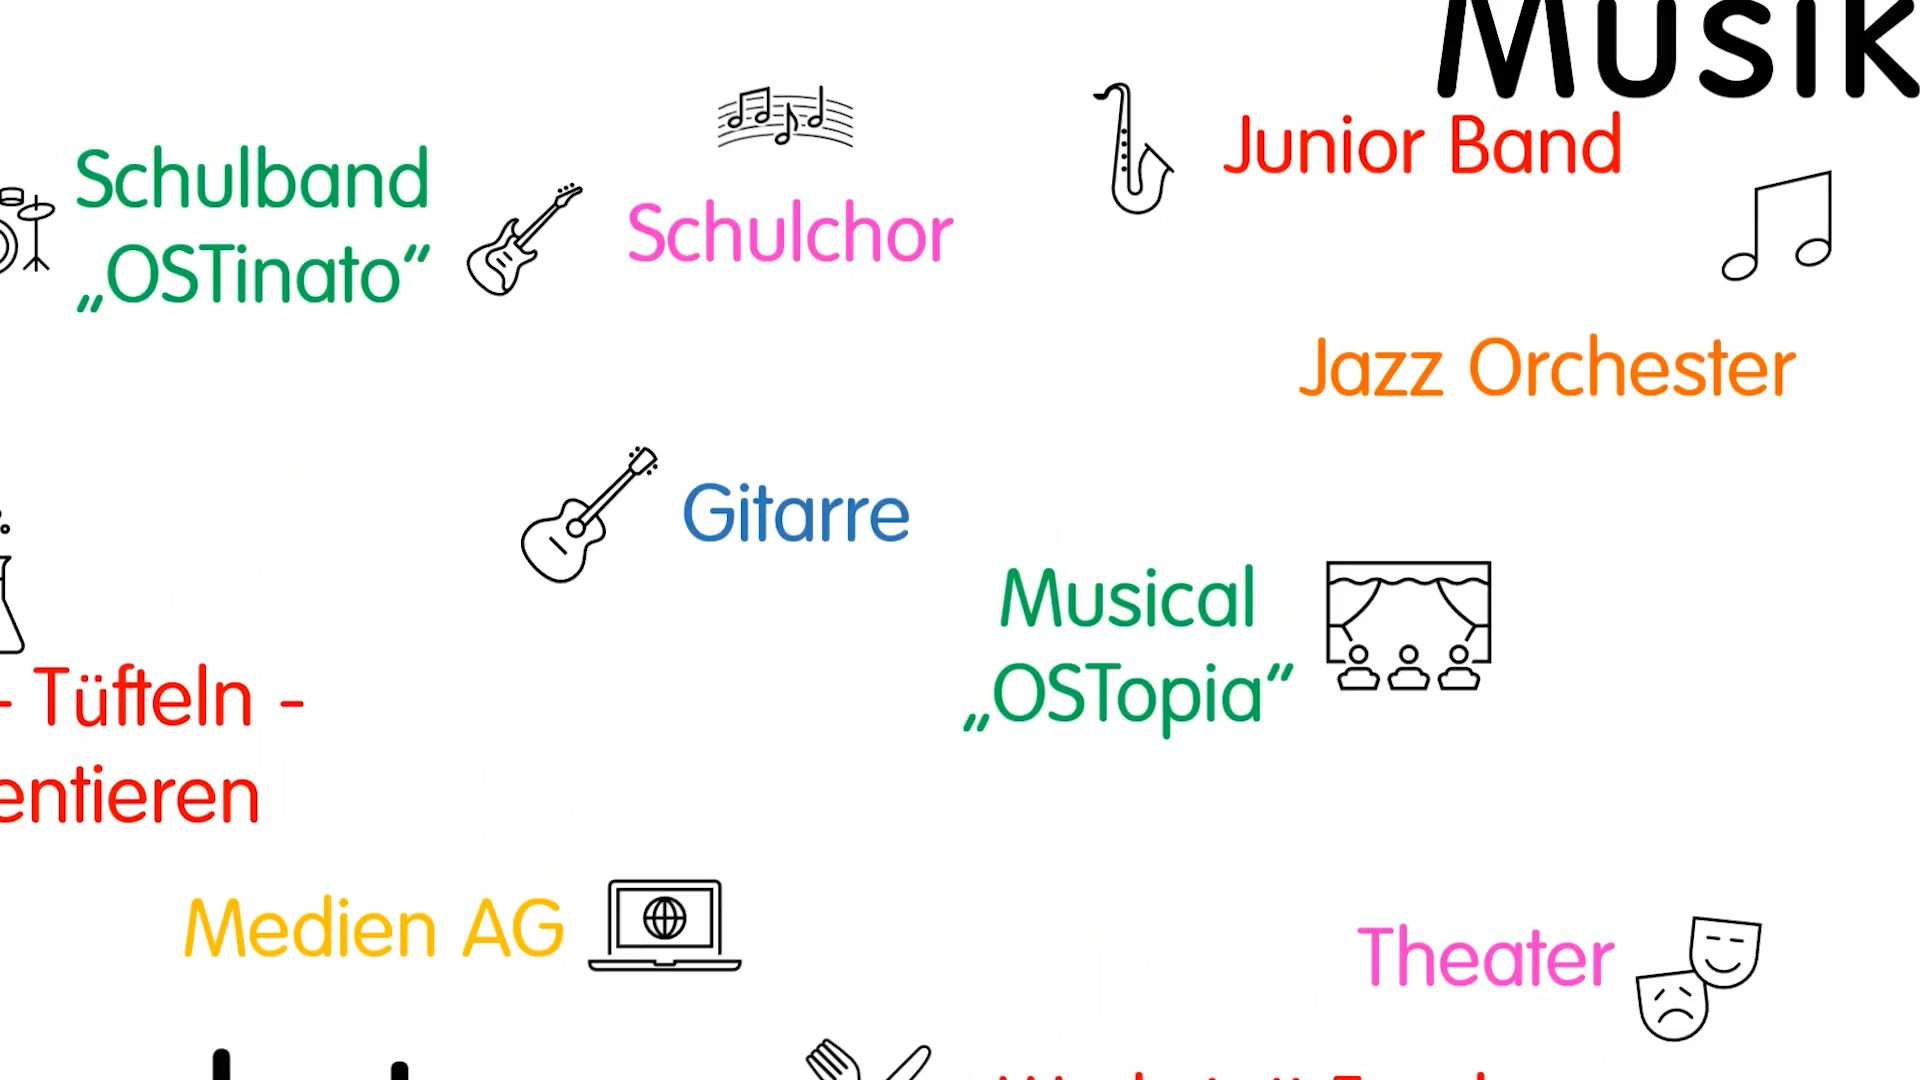 Musik
Junior Band
Schulband
„OSTinato“
Schulchor
Jazz Orchester
Gitarre
Musical
„OSTopia“
- Tüfteln -
entieren
Medien AG
Theater